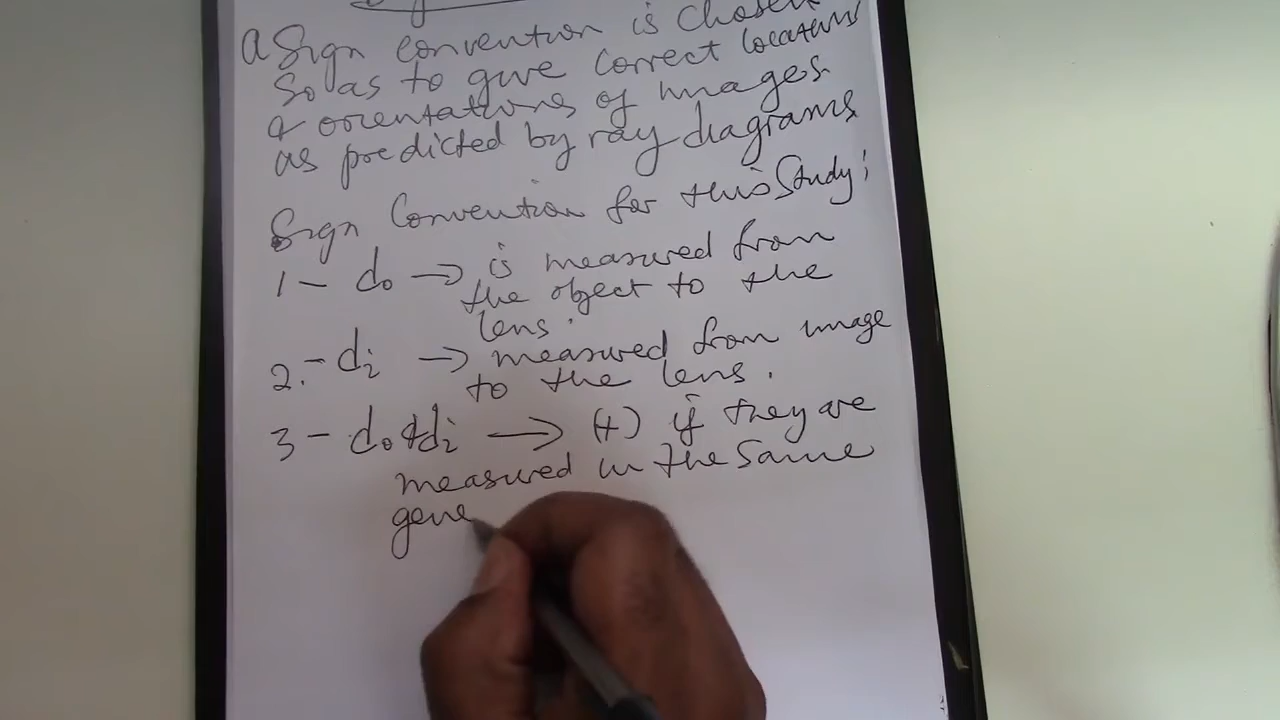 a Sign convention is chosen
So as to give correct locations
& orientations of images
as predicted by ray diagrams
Sign Convention for this Study;
1 - do → is measured from
the object to the
lens.
2. - di → measured from image
to the lens.
3 - do & di → (+) if they are
measured in the same
gene